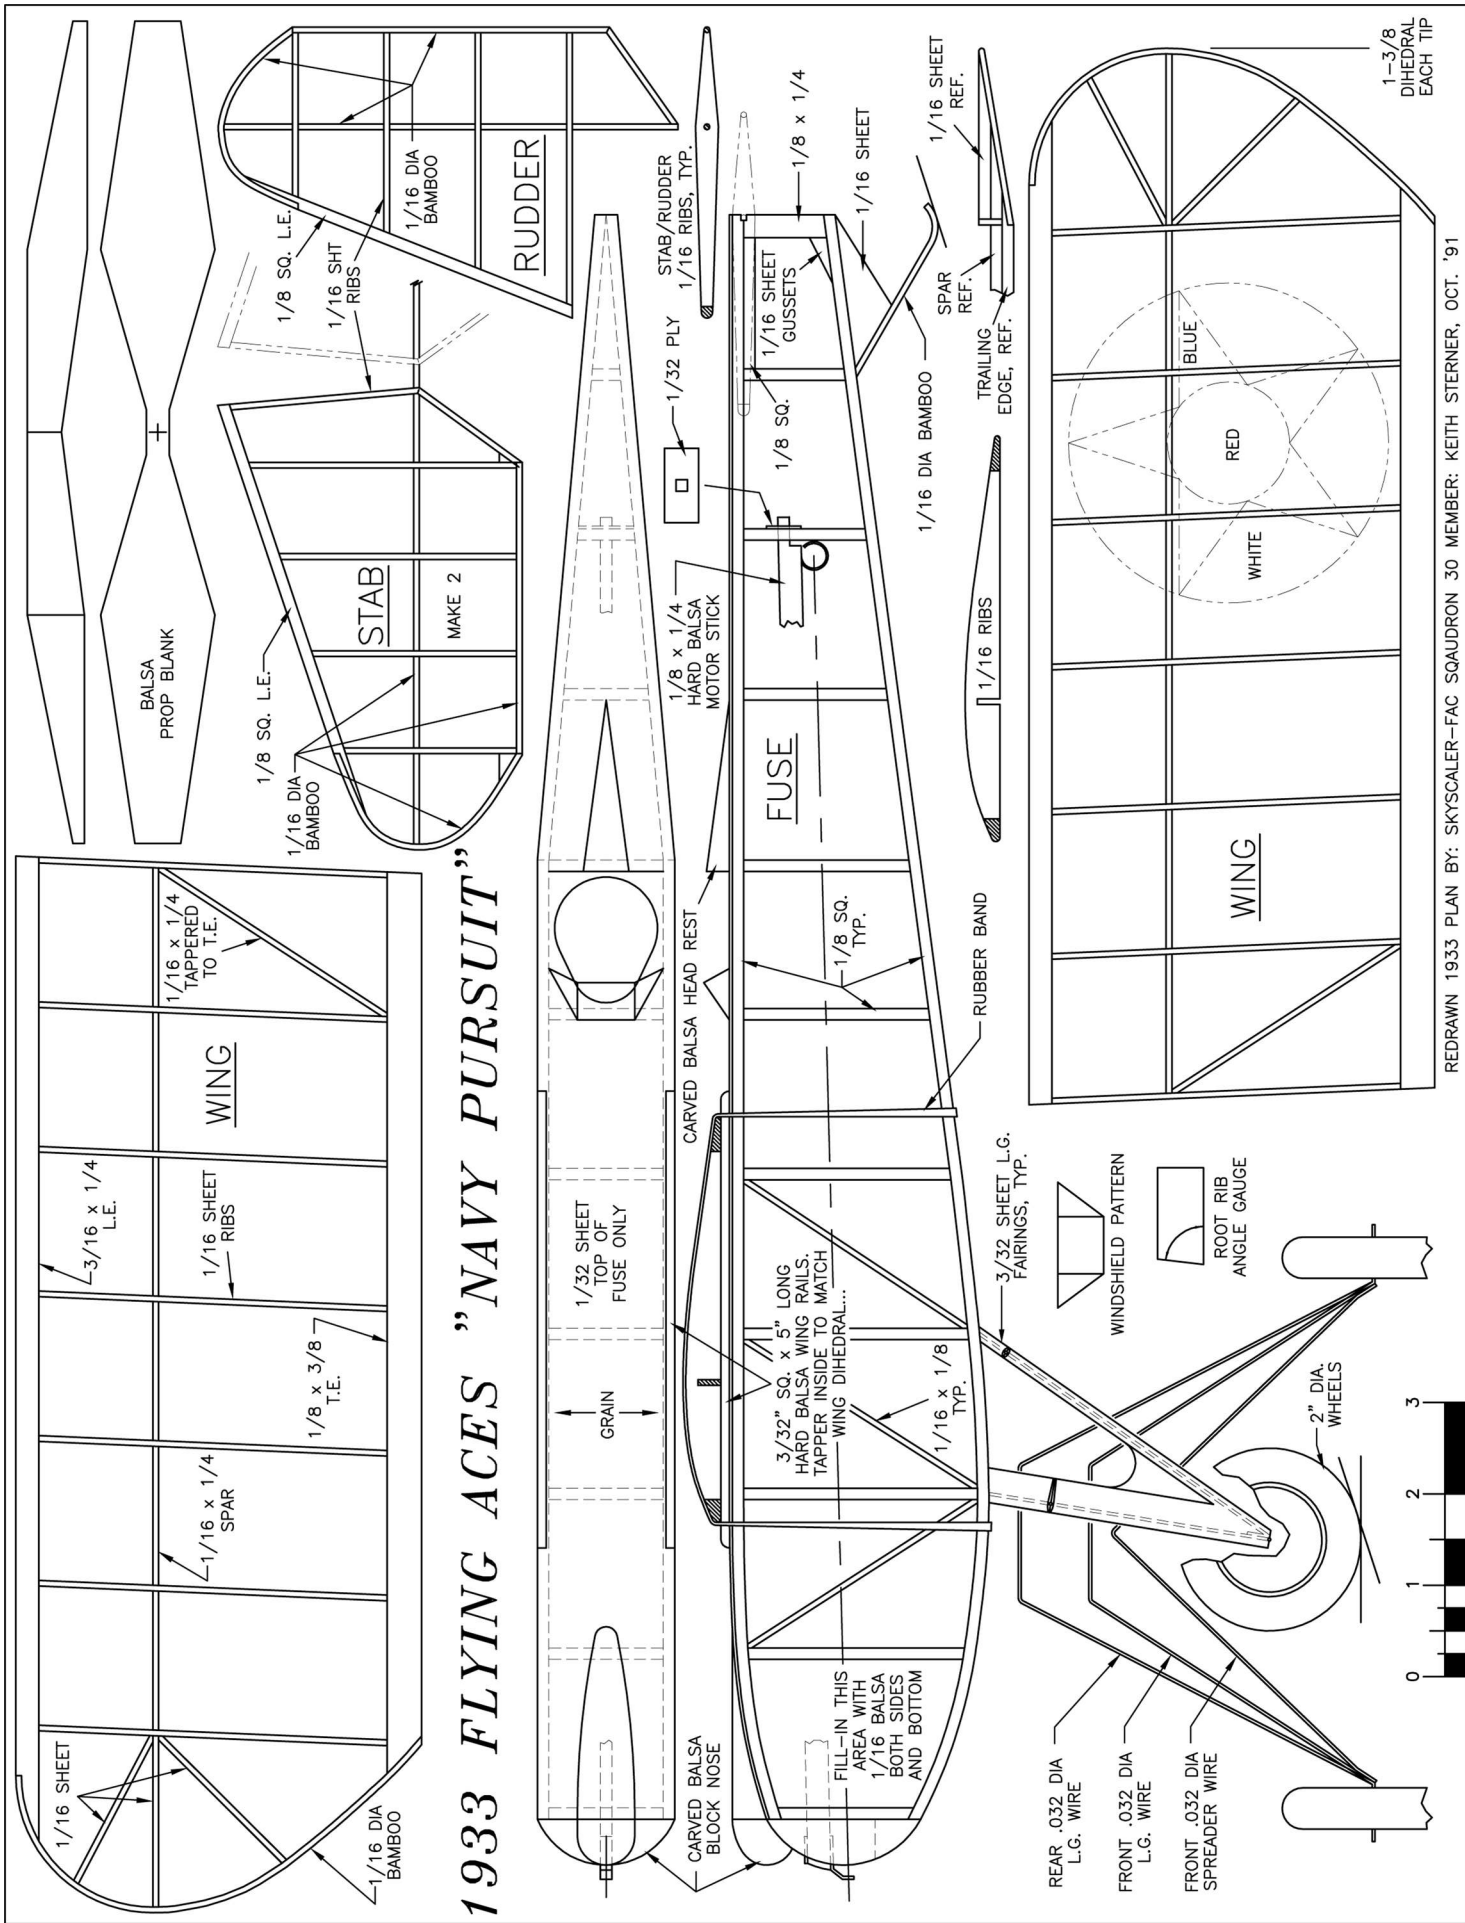 1/16 SHEET
1/16 DIA
BAMBOO
1/16 x 1/4
SPAR
3/16 x 1/4
L.E.
1/16 SHEET
RIBS
1/8 x 3/8
T.E.
WING
1/16 x 1/4
TAPPERED
TO T.E.
BALSA
PROP BLANK
1/8 SQ. L.E.
1/16 DIA
BAMBOO
STAB
MAKE 2
1/8 SQ. L.E.
1/16 SHT
RIBS
1/16 DIA
BAMBOO
RUDDER
1933 FLYING ACES "NAVY PURSUIT"
GRAIN
1/32 SHEET
TOP OF
FUSE ONLY
CARVED BALSA
BLOCK NOSE
CARVED BALSA HEAD REST
1/8 x 1/4
HARD BALSA
MOTOR STICK
1/32 PLY
STAB/RUDDER
1/16 RIBS, TYP.
3/32" SQ. x 5" LONG
HARD BALSA WING RAILS.
TAPPER INSIDE TO MATCH
WING DIHEDRAL...
FILL-IN THIS
AREA WITH
1/16 BALSA
BOTH SIDES
AND BOTTOM
1/16 x 1/8
TYP.
FUSE
1/8 SQ.
TYP.
1/8 SQ.
1/16 SHEET
GUSSETS
1/8 x 1/4
1/16 SHEET
1/16 DIA BAMBOO
RUBBER BAND
3/32 SHEET L.G.
FAIRINGS, TYP.
1/16 RIBS
TRAILING
EDGE, REF.
SPAR
REF.
1/16 SHEET
REF.
REAR .032 DIA
L.G. WIRE
FRONT .032 DIA
L.G. WIRE
FRONT .032 DIA
SPREADER WIRE
2" DIA.
WHEELS
WINDSHIELD PATTERN
ROOT RIB
ANGLE GAUGE
0 1 2 3
WING
WHITE
RED
BLUE
1-3/8
DIHEDRAL
EACH TIP
REDRAWN 1933 PLAN BY: SKYSCALER-FAC SQAUDRON 30 MEMBER: KEITH STERNER, OCT. '91